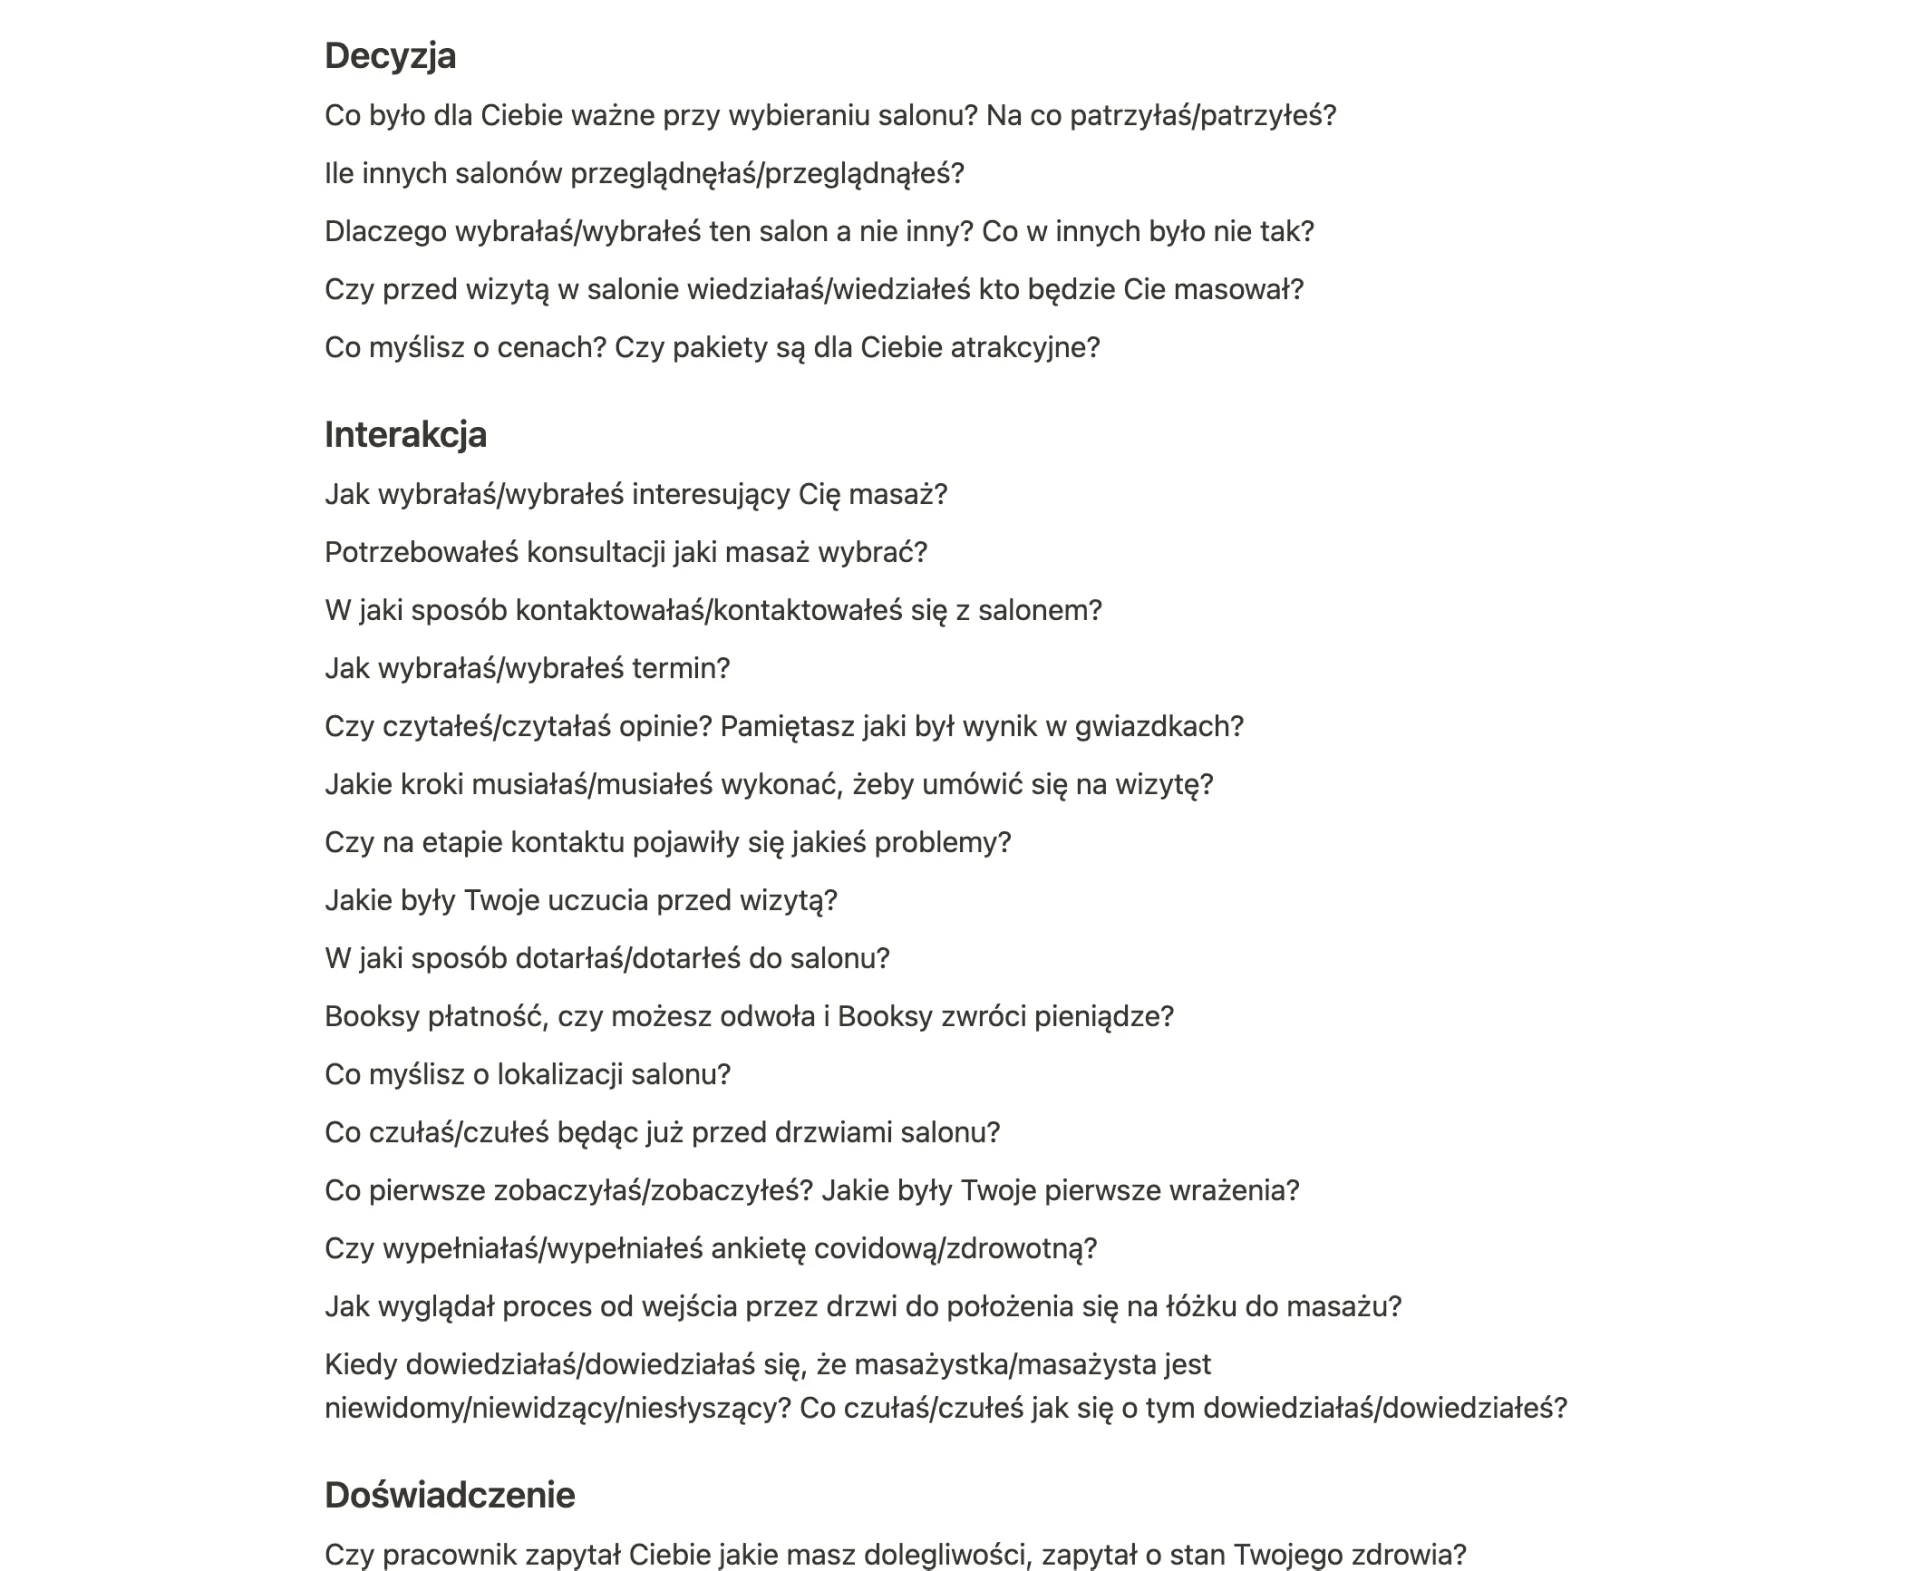 Decyzja
Co było dla Ciebie ważne przy wybieraniu salonu? Na co patrzyłaś/patrzyłeś?
Ile innych salonów przeglądnęłaś/przeglądnąłeś?
Dlaczego wybrałaś/wybrałeś ten salon a nie inny? Co w innych było nie tak?
Czy przed wizytą w salonie wiedziałaś/wiedziałeś kto będzie Cie masował?
Co myślisz o cenach? Czy pakiety są dla Ciebie atrakcyjne?
Interakcja
Jak wybrałaś/wybrałeś interesujący Cię masaż?
Potrzebowałeś konsultacji jaki masaż wybrać?
W jaki sposób kontaktowałaś/kontaktowałeś się z salonem?
Jak wybrałaś/wybrałeś termin?
Czy czytałeś/czytałaś opinie? Pamiętasz jaki był wynik w gwiazdkach?
Jakie kroki musiałaś/musiałeś wykonać, żeby umówić się na wizytę?
Czy na etapie kontaktu pojawiły się jakieś problemy?
Jakie były Twoje uczucia przed wizytą?
W jaki sposób dotarłaś/dotarłeś do salonu?
Booksy płatność, czy możesz odwoła i Booksy zwróci pieniądze?
Co myślisz o lokalizacji salonu?
Co czułaś/czułeś będąc już przed drzwiami salonu?
Co pierwsze zobaczyłaś/zobaczyłeś? Jakie były Twoje pierwsze wrażenia?
Czy wypełniałaś/wypełniałeś ankietę covidową/zdrowotną?
Jak wyglądał proces od wejścia przez drzwi do położenia się na łóżku do masażu?
Kiedy dowiedziałaś/dowiedziałaś się, że masażystka/masażysta jest
niewidomy/niewidzący/niesłyszący? Co czułaś/czułeś jak się o tym dowiedziałaś/dowiedziałeś?
Doświadczenie
Czy pracownik zapytał Ciebie jakie masz dolegliwości, zapytał o stan Twojego zdrowia?